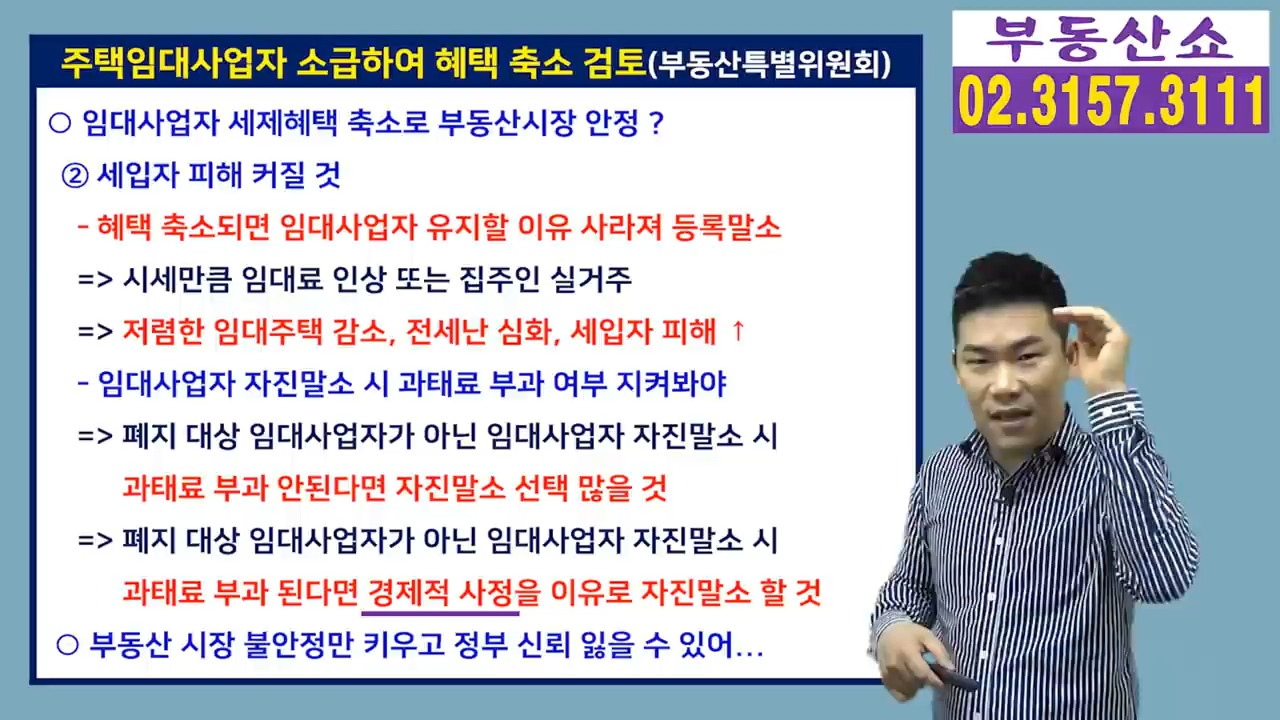 주택임대사업자 소급하여 혜택 축소 검토(부동산특별위원회)
○ 임대사업자 세제혜택 축소로 부동산시장 안정 ?
② 세입자 피해 커질 것
- 혜택 축소되면 임대사업자 유지할 이유 사라져 등록말소
=> 시세만큼 임대료 인상 또는 집주인 실거주
=> 저렴한 임대주택 감소, 전세난 심화, 세입자 피해 ↑
- 임대사업자 자진말소 시 과태료 부과 여부 지켜봐야
=> 폐지 대상 임대사업자가 아닌 임대사업자 자진말소 시
과태료 부과 안된다면 자진말소 선택 많을 것
=> 폐지 대상 임대사업자가 아닌 임대사업자 자진말소 시
과태료 부과 된다면 경제적 사정을 이유로 자진말소 할 것
○ 부동산 시장 불안정만 키우고 정부 신뢰 잃을 수 있어...
부동산쇼
02.3157.3111